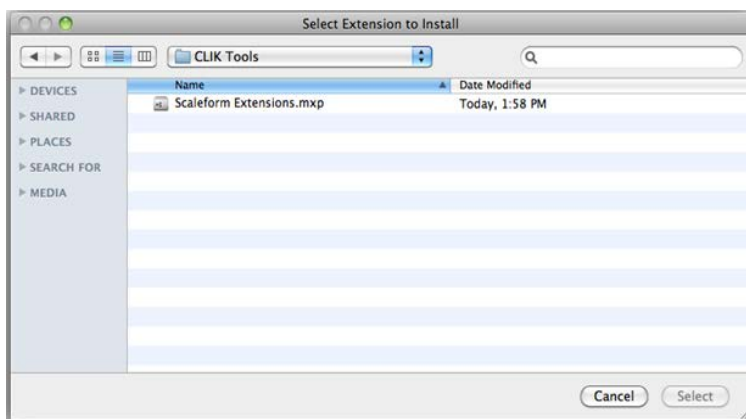 Select Extension to Install
CLIK Tools
Name Date Modified
DEVICES
Scaleform Extensions.mxp Today, 1:58 PM
SHARED
PLACES
SEARCH FOR
MEDIA
Cancel Select